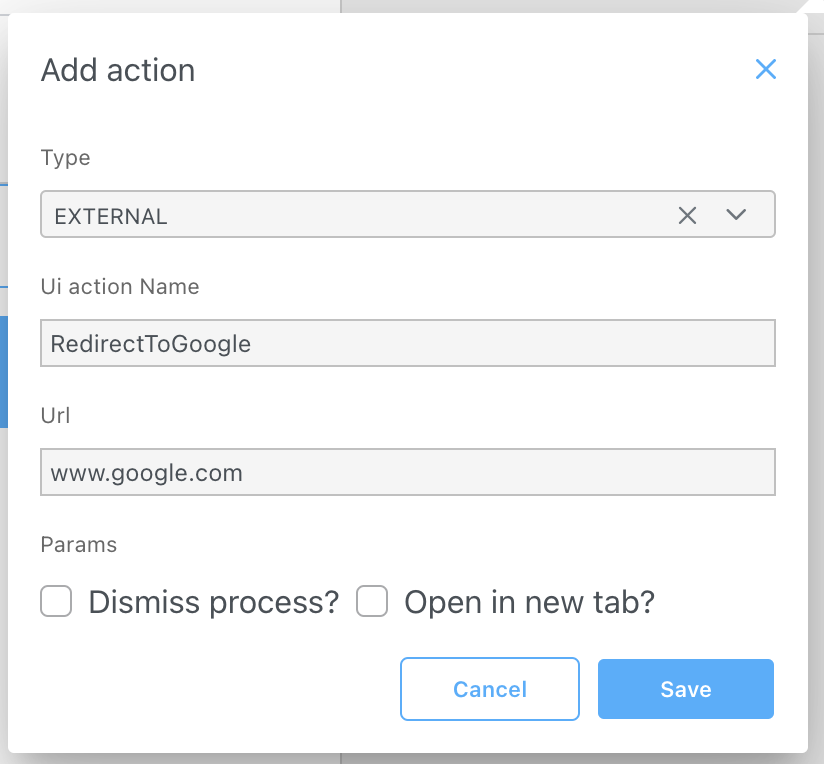 Add action
Type
EXTERNAL
Ui action Name
RedirectToGoogle
Url
www.google.com
Params
Dismiss process? Open in new tab?
Cancel Save